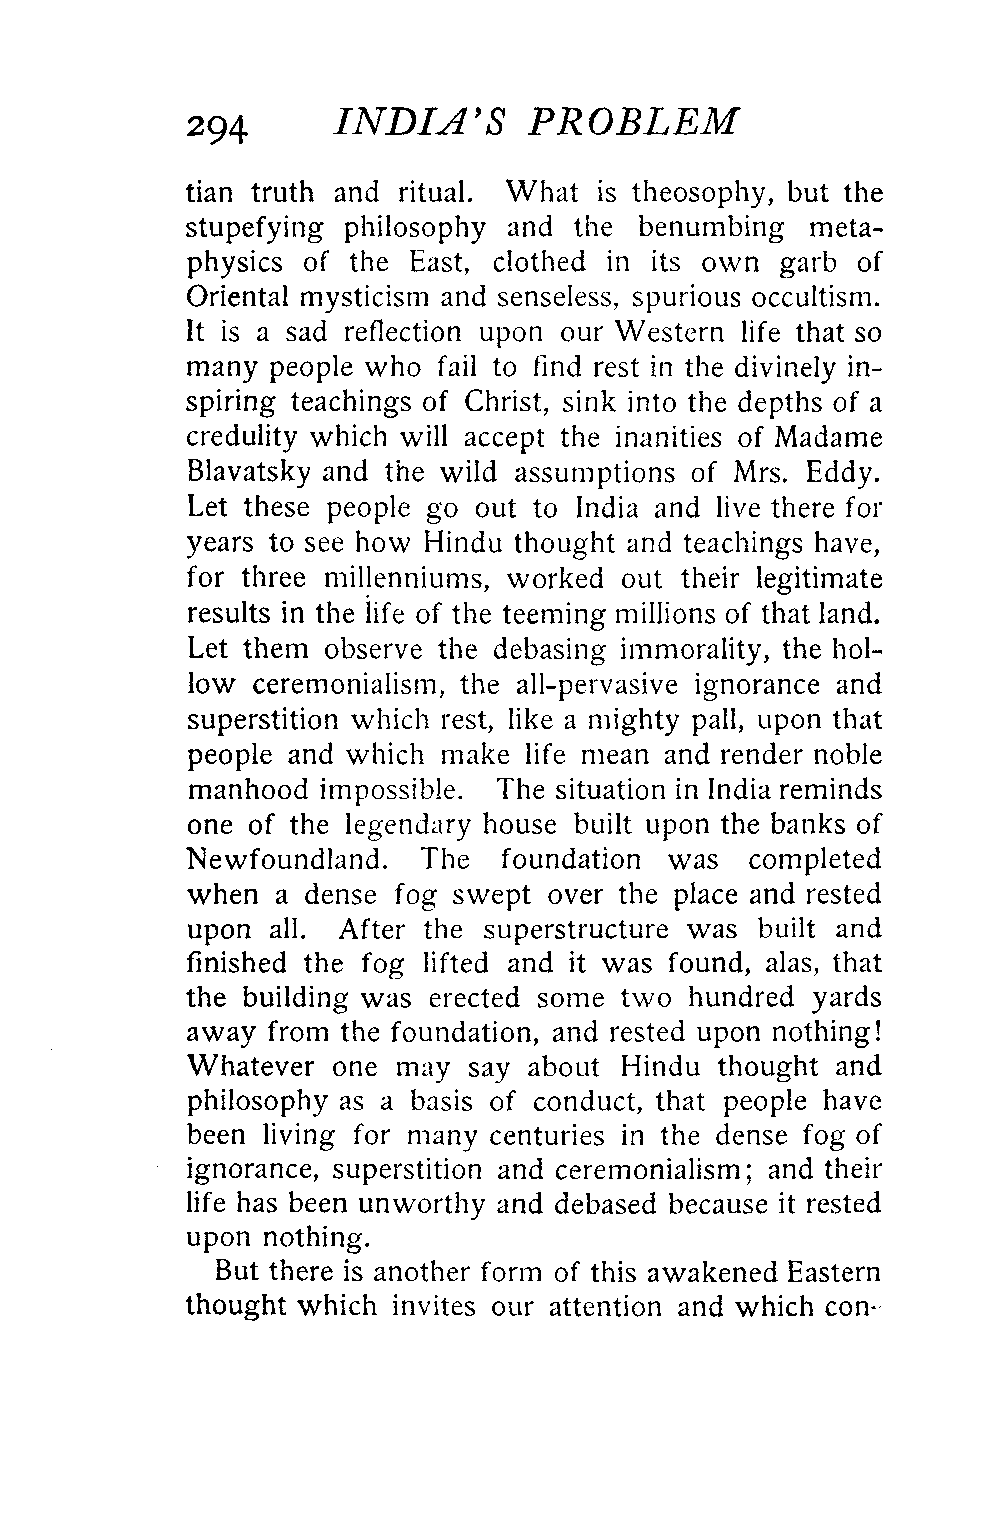 294 INDIA'S PROBLEM
tian truth and ritual. What is theosophy, but the
stupefying philosophy and the benumbing meta-
physics of the East, clothed in its own garb of
Oriental mysticism and senseless, spurious occultism.
It is a sad reflection upon our Western life that so
many people who fail to find rest in the divinely in-
spiring teachings of Christ, sink into the depths of a
credulity which will accept the inanities of Madame
Blavatsky and the wild assumptions of Mrs. Eddy.
Let these people go out to India and live there for
years to see how Hindu thought and teachings have,
for three millenniums, worked out their legitimate
results in the life of the teeming millions of that land.
Let them observe the debasing immorality, the hol-
low ceremonialism, the all-pervasive ignorance and
superstition which rest, like a mighty pall, upon that
people and which make life mean and render noble
manhood impossible. The situation in India reminds
one of the legendary house built upon the banks of
Newfoundland. The foundation was completed
when a dense fog swept over the place and rested
upon all. After the superstructure was built and
finished the fog lifted and it was found, alas, that
the building was erected some two hundred yards
away from the foundation, and rested upon nothing!
Whatever one may say about Hindu thought and
philosophy as a basis of conduct, that people have
been living for many centuries in the dense fog of
ignorance, superstition and ceremonialism; and their
life has been unworthy and debased because it rested
upon nothing.
But there is another form of this awakened Eastern
thought which invites our attention and which con-